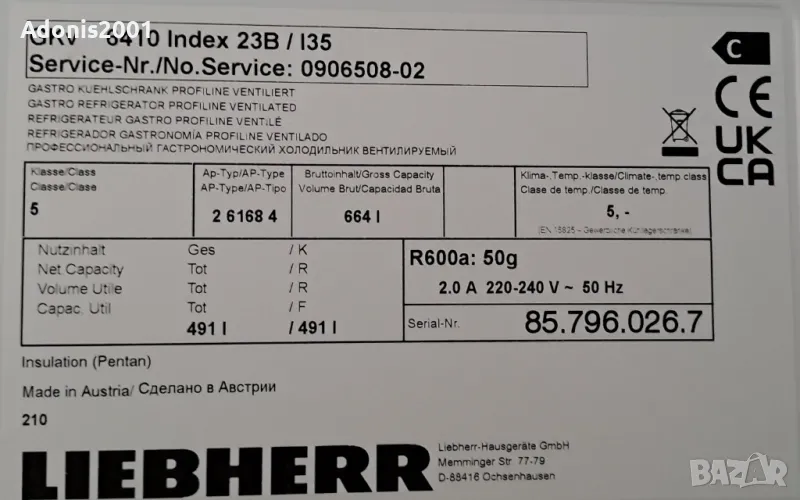 Adonis2001
6410 Index 23B / I35
Service-Nr./No.Service: 0906508-02
C
GASTRO KUEHLSCHRANK PROFILINE VENTILIERT
GASTRO REFRIGERATOR PROFILINE VENTILATED
REFRIGERATEUR GASTRO PROFILINE VENTILÉ
REFRIGERADOR GASTRONOMÍA PROFILINE VENTILADO
ПРОФЕССИОНАЛЬНЫЙ ГАСТРОНОМИЧЕСКИЙ ХОЛОДИЛЬНИК ВЕНТИЛИРУЕМЫЙ
CE
UK
CA
Klasse/Class
Classe/Clase
5
Ap-Typ/AP-Type
AP-Type/AP-Tipo
2 6168 4
Bruttoinhalt/Gross Capacity
Volume Brut/Capacidad Bruta
664 l
Klima-,Temp.-klasse/Climate-,temp.class
Clase de temp./Classe de temp.
5, -
(EN 16825 - Gewerbliche Kühllagerschränke)
Nutzinhalt Ges / K
Net Capacity Tot / R
Volume Utile Tot / R
Capac. Util Tot / F
491 l / 491 l
R600a: 50g
2.0 A 220-240 V ~ 50 Hz
Serial-Nr. 85.796.026.7
Insulation (Pentan)
Made in Austria/ Сделано в Австрии
210
LIEBHERR
Liebherr-Hausgeräte GmbH
Memminger Str. 77-79
D-88416 Ochsenhausen
BAZAR